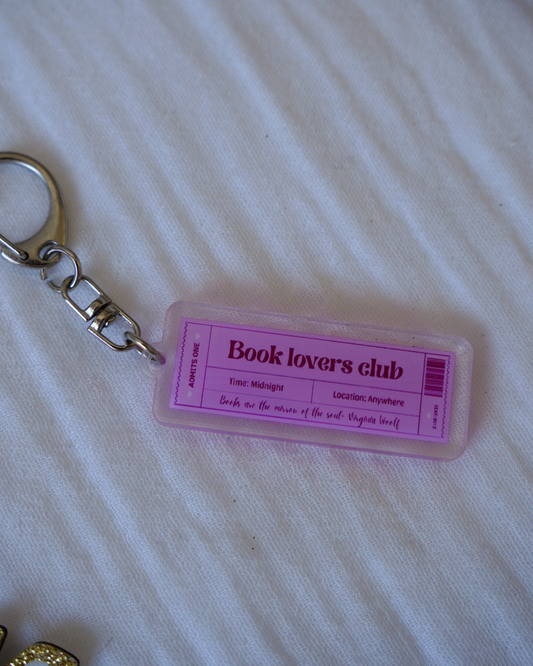 ADMITS ONE
Book lovers club
Time: Midnight
Location: Anywhere
Books are the mirror of the soul- Virginia Woolf